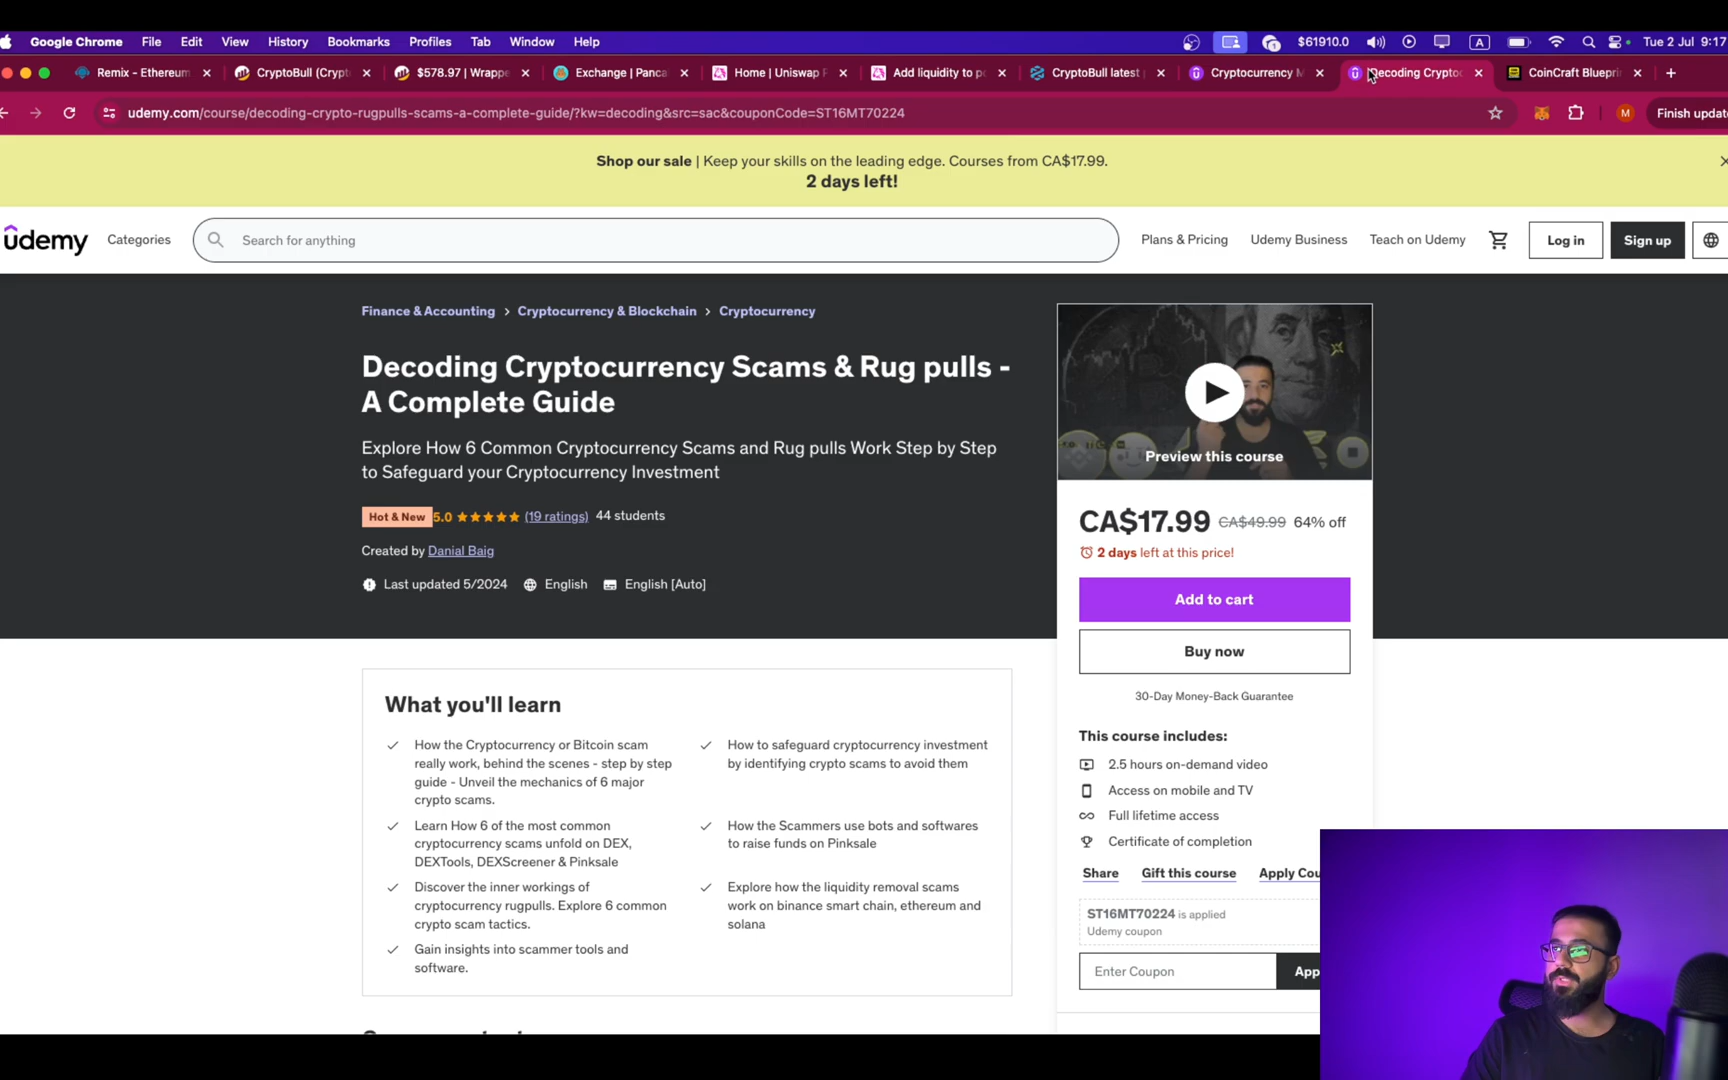 Google Chrome File Edit View History Bookmarks Profiles Tab Window Help $61910.0 A Tue 2 Jul 9:17
Remix - Ethereum CryptoBull (Crypt $578.97 | Wrappe Exchange | Panca Home | Uniswap P Add liquidity to p CryptoBull latest Cryptocurrency M Decoding Crypto CoinCraft Blueprin
udemy.com/course/decoding-crypto-rugpulls-scams-a-complete-guide/?kw=decoding&src=sac&couponCode=ST16MT70224 M Finish updat
Shop our sale | Keep your skills on the leading edge. Courses from CA$17.99.
2 days left!
udemy Categories Search for anything Plans & Pricing Udemy Business Teach on Udemy Log in Sign up
Finance & Accounting > Cryptocurrency & Blockchain > Cryptocurrency
Decoding Cryptocurrency Scams & Rug pulls -
A Complete Guide
Explore How 6 Common Cryptocurrency Scams and Rug pulls Work Step by Step
to Safeguard your Cryptocurrency Investment
Hot & New 5.0 (19 ratings) 44 students
Created by Danial Baig
Last updated 5/2024 English English [Auto]
Preview this course
CA$17.99 CA$49.99 64% off
2 days left at this price!
Add to cart
Buy now
30-Day Money-Back Guarantee
This course includes:
2.5 hours on-demand video
Access on mobile and TV
Full lifetime access
Certificate of completion
Share Gift this course Apply Cou
ST16MT70224 is applied
Udemy coupon
Enter Coupon App
What you'll learn
How the Cryptocurrency or Bitcoin scam
really work, behind the scenes - step by step
guide - Unveil the mechanics of 6 major
crypto scams.
Learn How 6 of the most common
cryptocurrency scams unfold on DEX,
DEXTools, DEXScreener & Pinksale
Discover the inner workings of
cryptocurrency rugpulls. Explore 6 common
crypto scam tactics.
Gain insights into scammer tools and
software.
How to safeguard cryptocurrency investment
by identifying crypto scams to avoid them
How the Scammers use bots and softwares
to raise funds on Pinksale
Explore how the liquidity removal scams
work on binance smart chain, ethereum and
solana